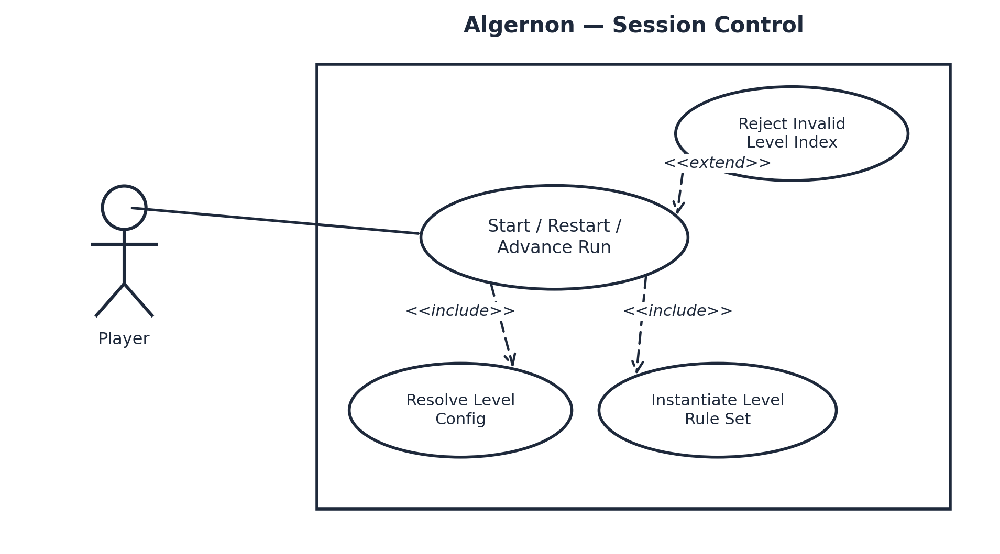 Algernon — Session Control
Reject Invalid
Level Index
<<extend>>
Start / Restart /
Advance Run
<<include>>
<<include>>
Player
Resolve Level
Config
Instantiate Level
Rule Set